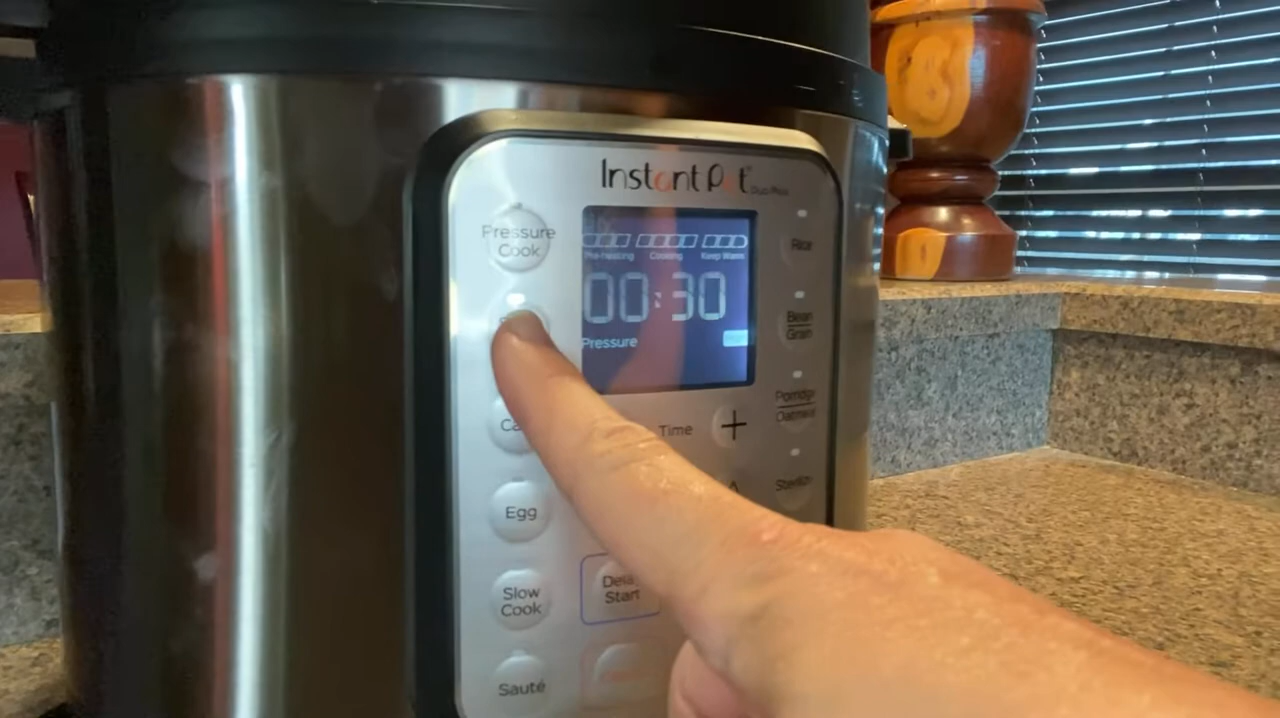 Instant Pot
Duo Plus
Pressure
Cook
Pre-heating Cooking Keep Warm
00:30
Pressure
Rice
Bean
Grain
Time +
Porridge
Oatmeal
Egg
Sterilize
Slow
Cook
Delay
Start
Sauté